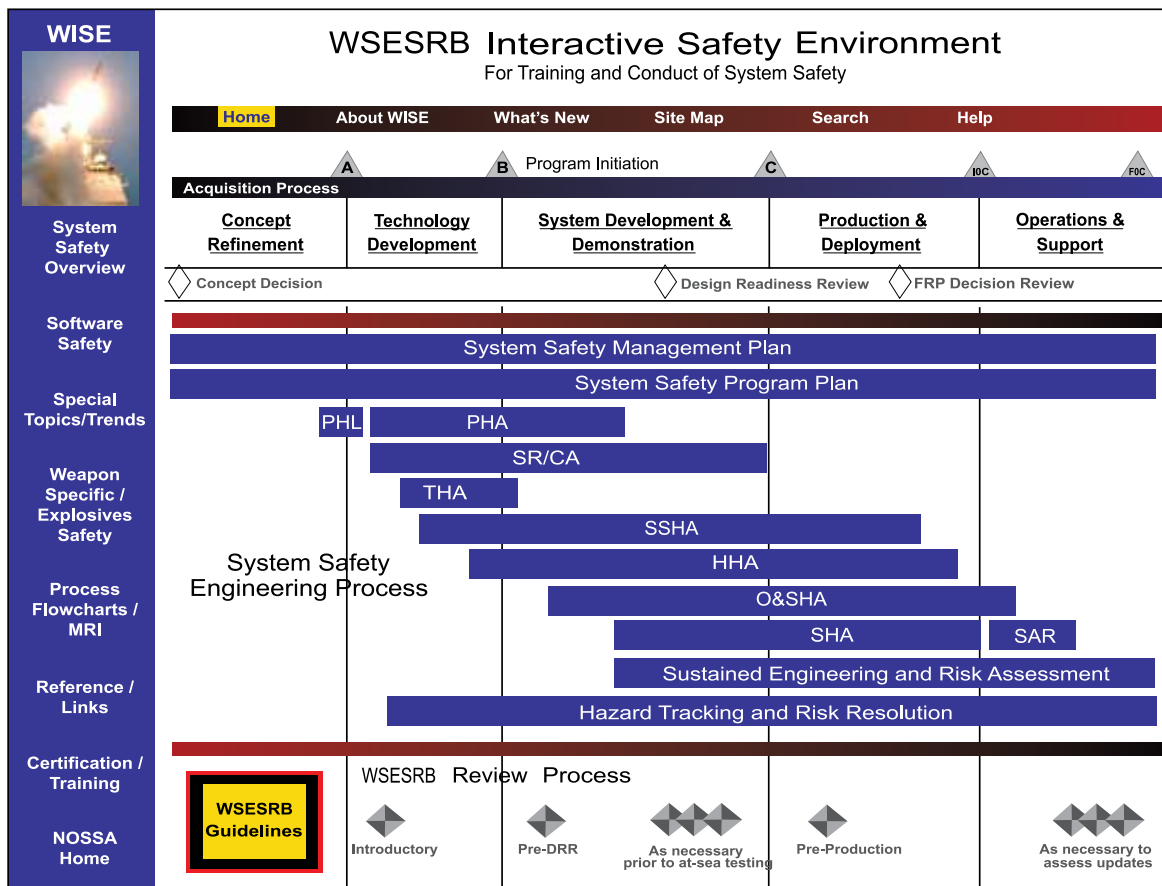 WISE
WSESRB Interactive Safety Environment
For Training and Conduct of System Safety
Home About WISE What's New Site Map Search Help
A B Program Initiation C I0C F0C
Acquisition Process
Concept
Refinement
Technology
Development
System Development &
Demonstration
Production &
Deployment
Operations &
Support
Concept Decision Design Readiness Review FRP Decision Review
System
Safety
Overview
Software
Safety
Special
Topics/Trends
Weapon
Specific /
Explosives
Safety
Process
Flowcharts /
MRI
Reference /
Links
Certification /
Training
NOSSA
Home
System Safety Management Plan
System Safety Program Plan
PHL PHA
SR/CA
THA
SSHA
System Safety
Engineering Process
HHA
O&SHA
SHA SAR
Sustained Engineering and Risk Assessment
Hazard Tracking and Risk Resolution
WSESRB Review Process
WSESRB
Guidelines
Introductory
Pre-DRR
As necessary
prior to at-sea testing
Pre-Production
As necessary to
assess updates